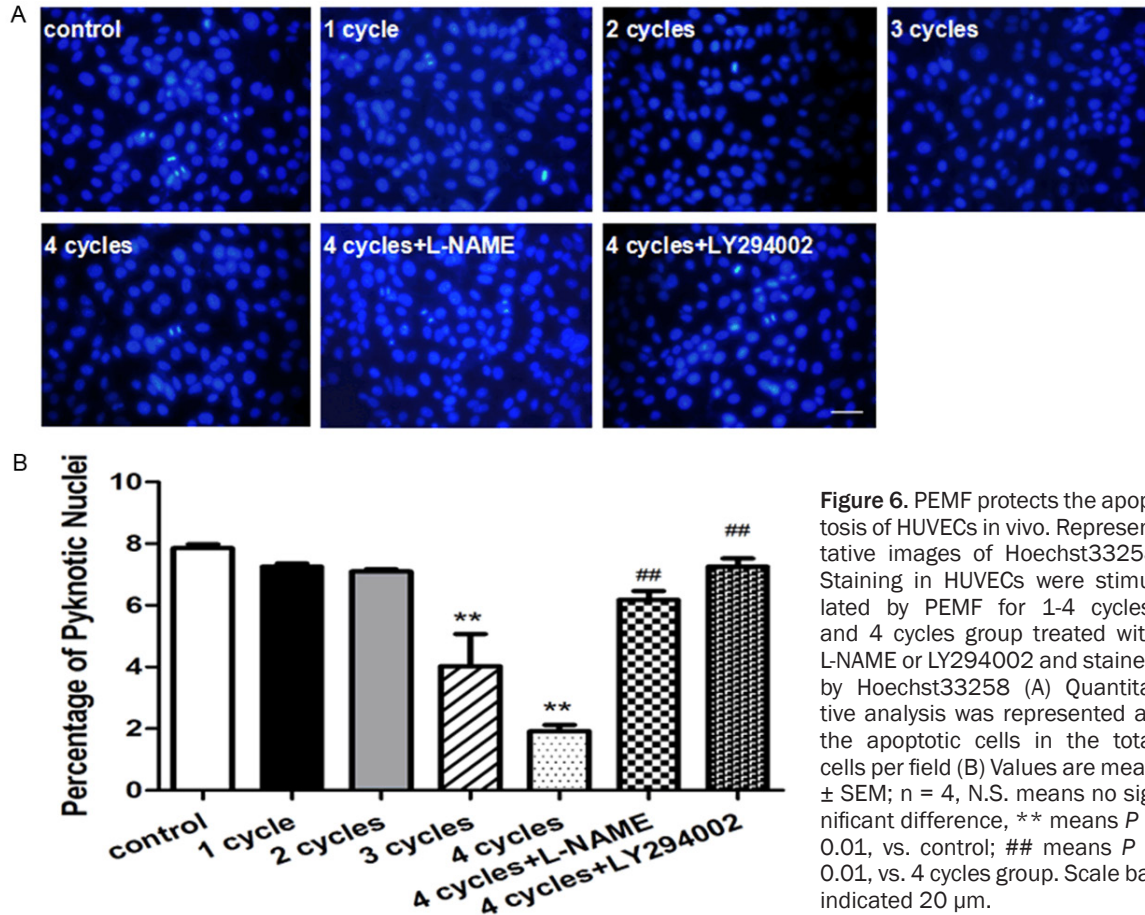 A
control
1 cycle
2 cycles
3 cycles
4 cycles
4 cycles+L-NAME
4 cycles+LY294002
B
Percentage of Pyknotic Nuclei
10
8
6
4
2
0
**
**
##
##
control
1 cycle
2 cycles
3 cycles
4 cycles
4 cycles+L-NAME
4 cycles+LY294002
Figure 6. PEMF protects the apop-
tosis of HUVECs in vivo. Represen-
tative images of Hoechst3325
Staining in HUVECs were stimu-
lated by PEMF for 1-4 cycles
and 4 cycles group treated wit
L-NAME or LY294002 and staine
by Hoechst33258 (A) Quantita-
tive analysis was represented a
the apoptotic cells in the tota
cells per field (B) Values are mea
± SEM; n = 4, N.S. means no sig-
nificant difference, ** means P
0.01, vs. control; ## means P
0.01, vs. 4 cycles group. Scale ba
indicated 20 µm.